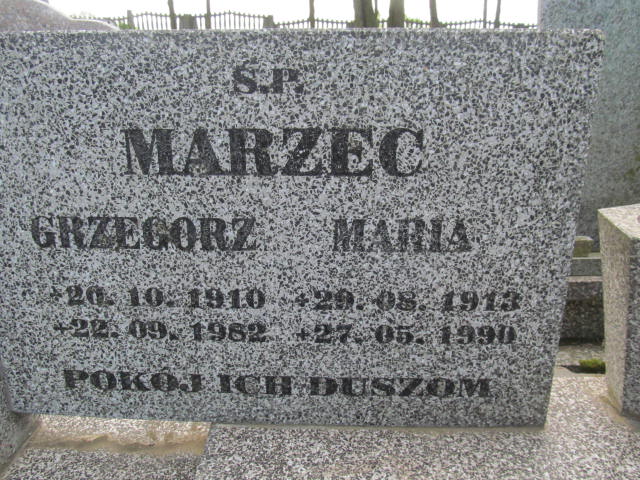 Ś.P.
MARZEC
GRZEGORZ MARIA
+20.10.1910 +29.08.1913
+22.09.1982 +27.05.1990
POKÓJ ICH DUSZOM